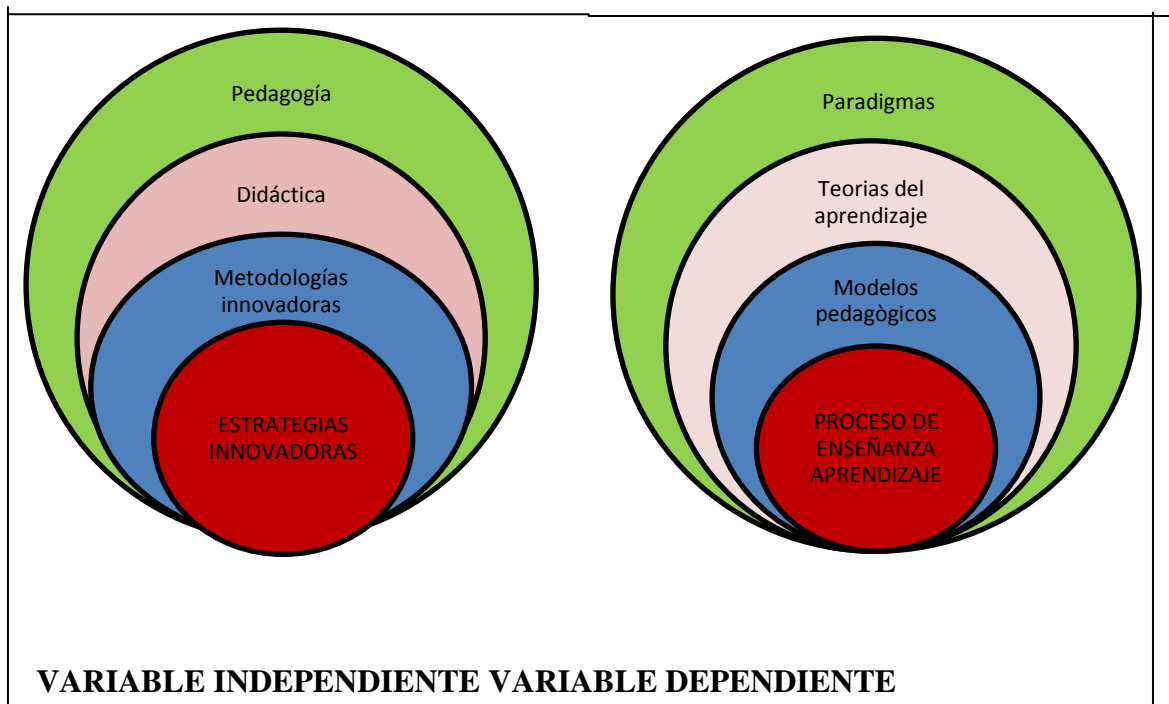 Pedagogía
Didáctica
Metodologías
innovadoras
ESTRATEGIAS
INNOVADORAS
Paradigmas
Teorias del
aprendizaje
Modelos
pedagògicos
PROCESO DE
ENSEÑANZA
APRENDIZAJE
VARIABLE INDEPENDIENTE VARIABLE DEPENDIENTE